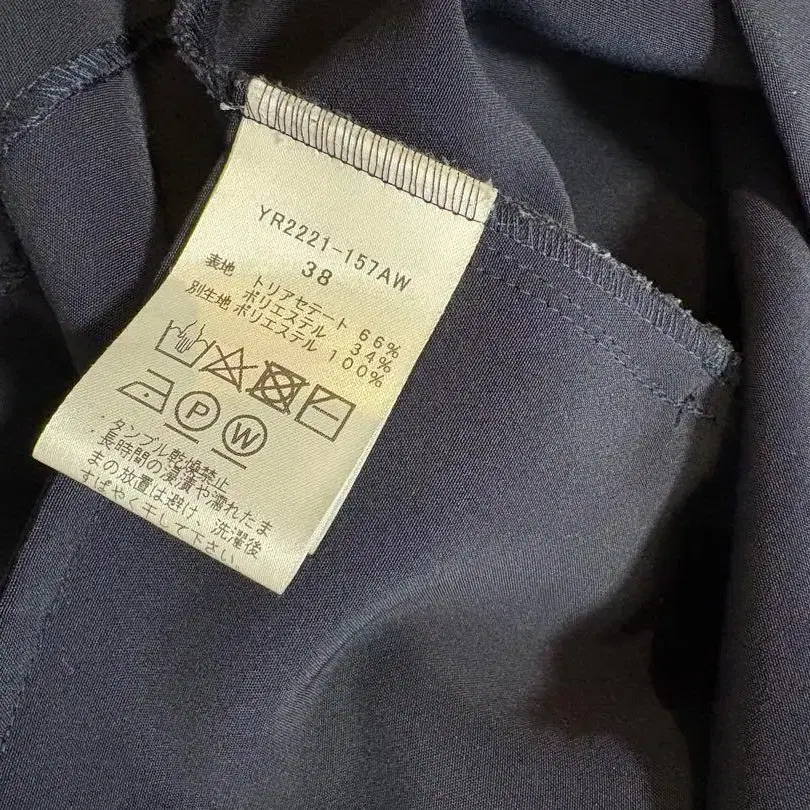 YR2221-157AW
38
表地 トリアセテート 66%
ポリエステル 34%
別生地 ポリエステル 100%
P W
・タンブル乾燥禁止
・長時間の浸漬や濡れたま
まの放置は避け、洗濯後
すばやく干して下さい。